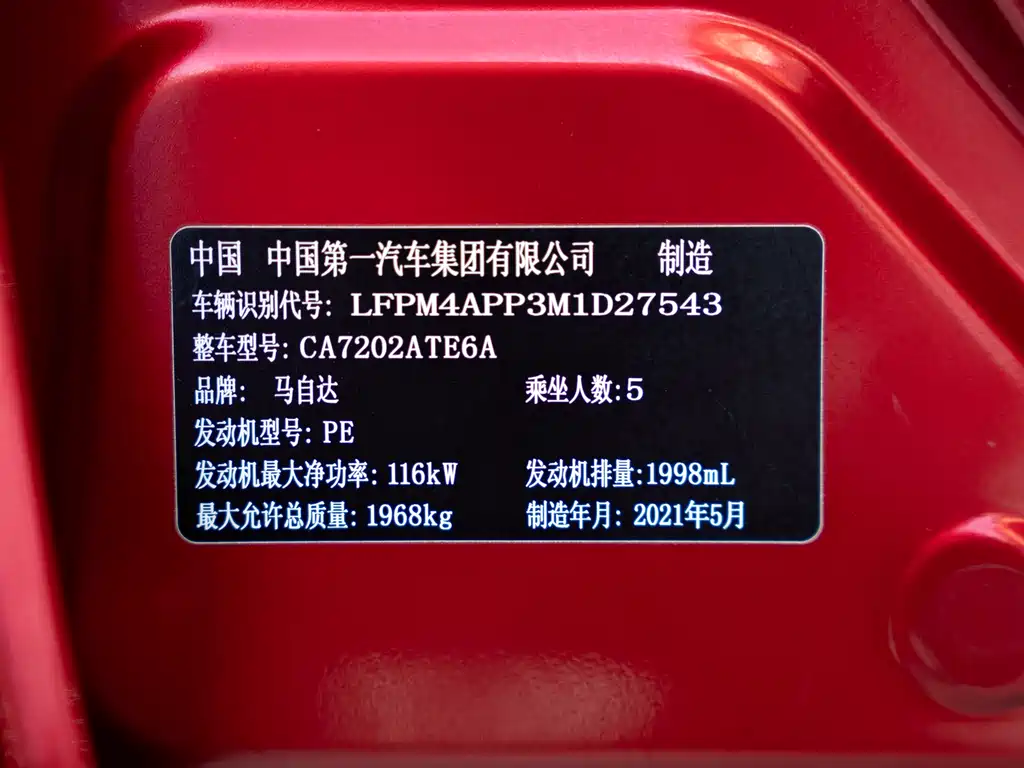 中国 中国第一汽车集团有限公司 制造
车辆识别代号: LFPM4APP3M1D27543
整车型号: CA7202ATE6A
品牌: 马自达 乘坐人数:5
发动机型号: PE
发动机最大净功率: 116kW 发动机排量:1998mL
最大允许总质量: 1968kg 制造年月: 2021年5月